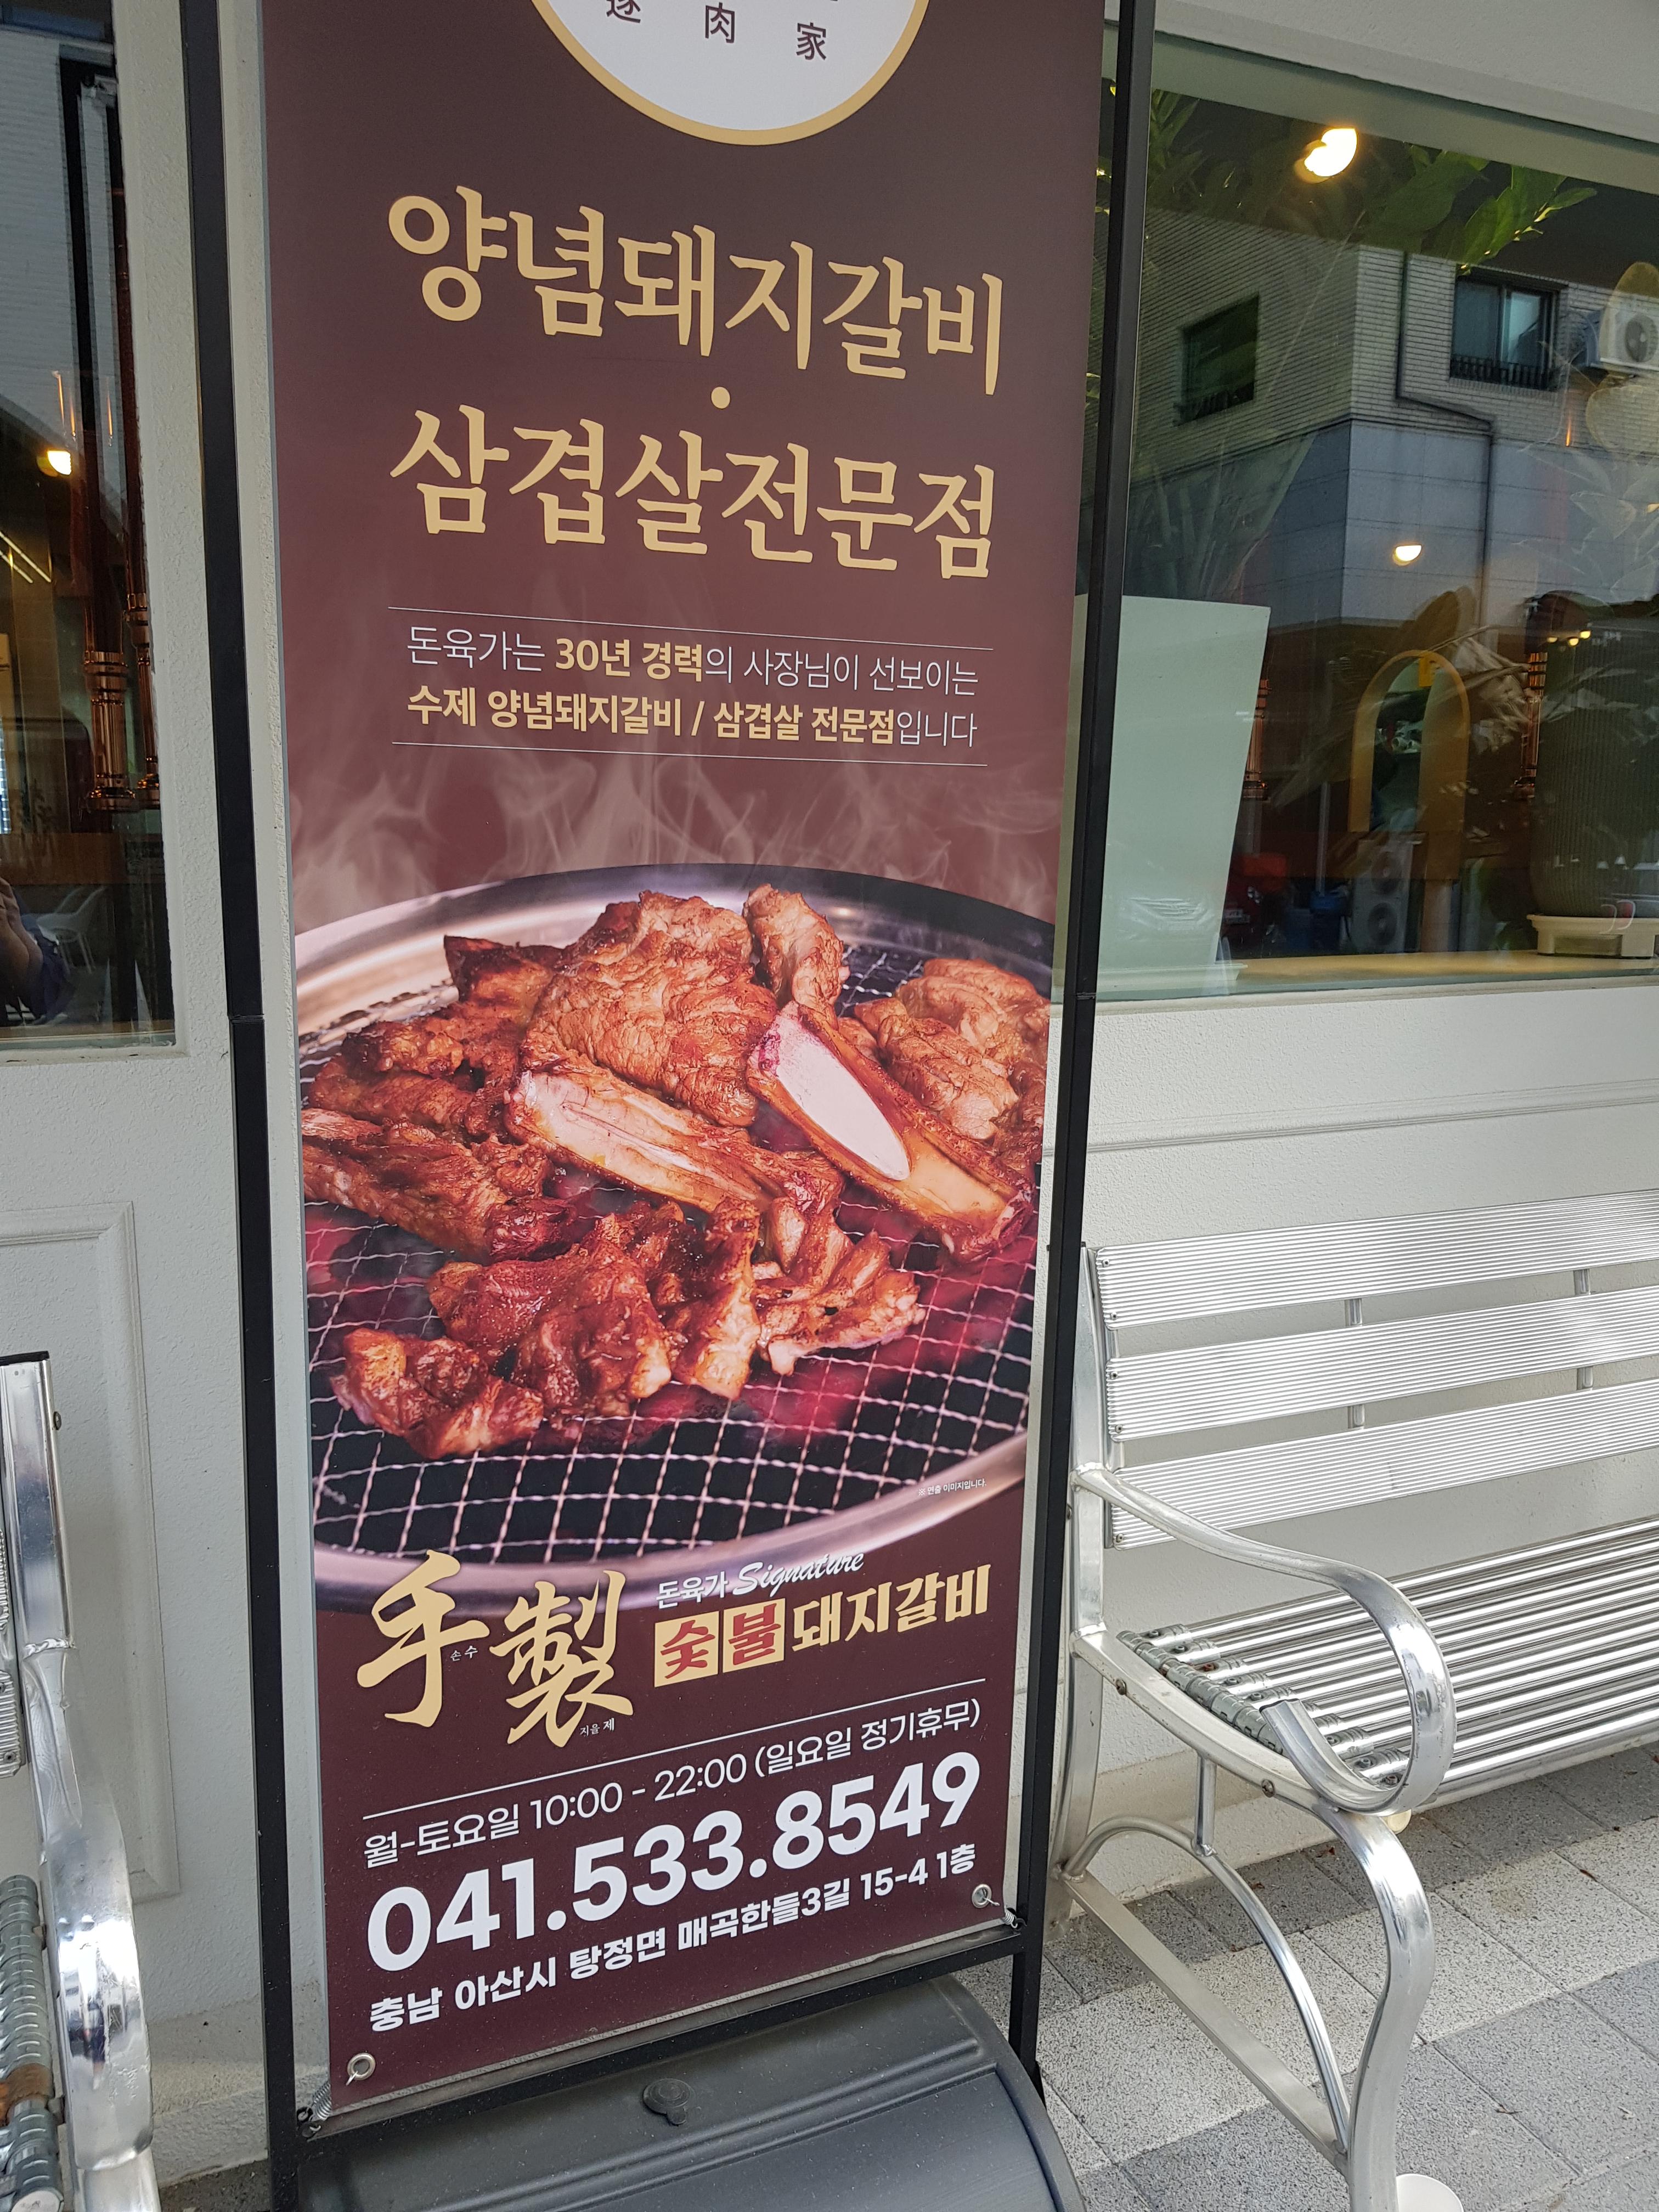 肉 家
양념돼지갈비
·
삼겹살전문점
돈육가는 30년 경력의 사장님이 선보이는
수제 양념돼지갈비 / 삼겹살 전문점입니다
※ 연출 이미지입니다.
手 손 수 製 지을 제
돈육가 Signature
숯불돼지갈비
월-토요일 10:00 - 22:00 (일요일 정기휴무)
041.533.8549
충남 아산시 탕정면 매곡한들3길 15-4 1층